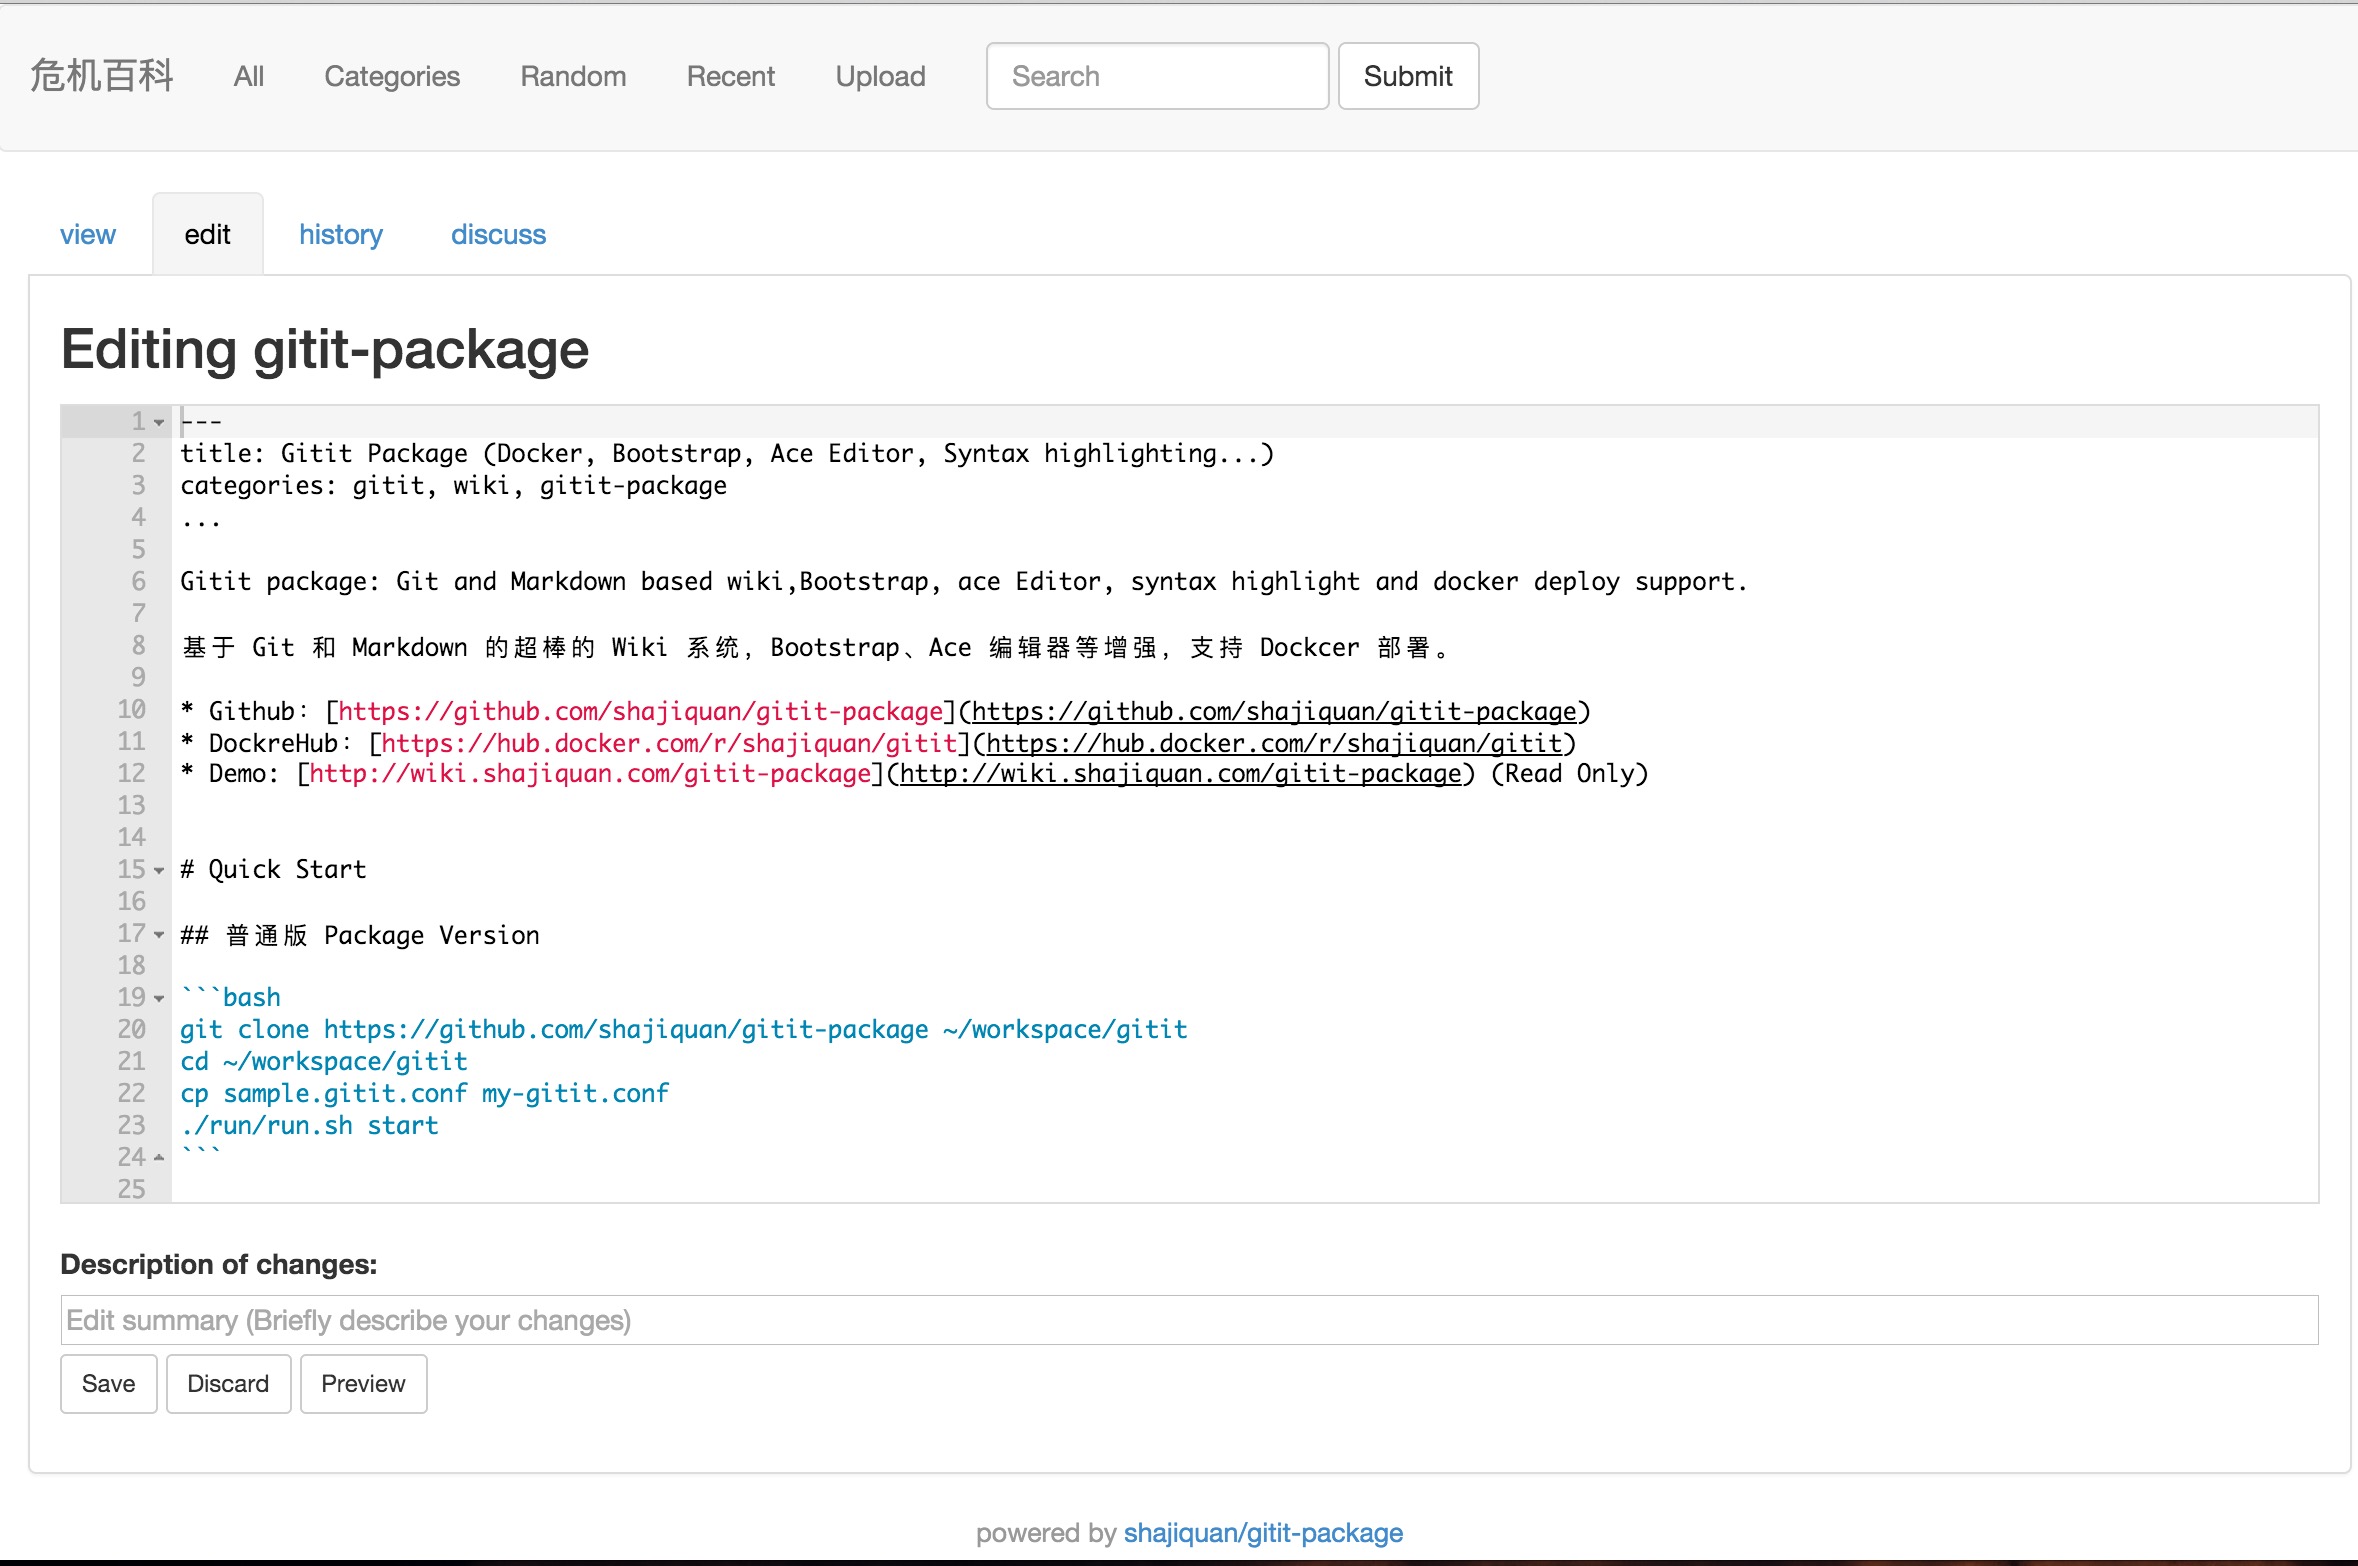 危机百科 All Categories Random Recent Upload Search Submit
view edit history discuss
Editing gitit-package
1 ---
2 title: Gitit Package (Docker, Bootstrap, Ace Editor, Syntax highlighting...)
3 categories: gitit, wiki, gitit-package
4 ...
5
6 Gitit package: Git and Markdown based wiki,Bootstrap, ace Editor, syntax highlight and docker deploy support.
7
8 基于 Git 和 Markdown 的超棒的 Wiki 系统，Bootstrap、Ace 编辑器等增强，支持 Dockcer 部署。
9
10 * Github: [https://github.com/shajiquan/gitit-package](https://github.com/shajiquan/gitit-package)
11 * DockreHub: [https://hub.docker.com/r/shajiquan/gitit](https://hub.docker.com/r/shajiquan/gitit)
12 * Demo: [http://wiki.shajiquan.com/gitit-package](http://wiki.shajiquan.com/gitit-package) (Read Only)
13
14
15 # Quick Start
16
17 ## 普通版 Package Version
18
19 ```bash
20 git clone https://github.com/shajiquan/gitit-package ~/workspace/gitit
21 cd ~/workspace/gitit
22 cp sample.gitit.conf my-gitit.conf
23 ./run/run.sh start
24 ```
25
Description of changes:
Edit summary (Briefly describe your changes)
Save Discard Preview
powered by shajiquan/gitit-package